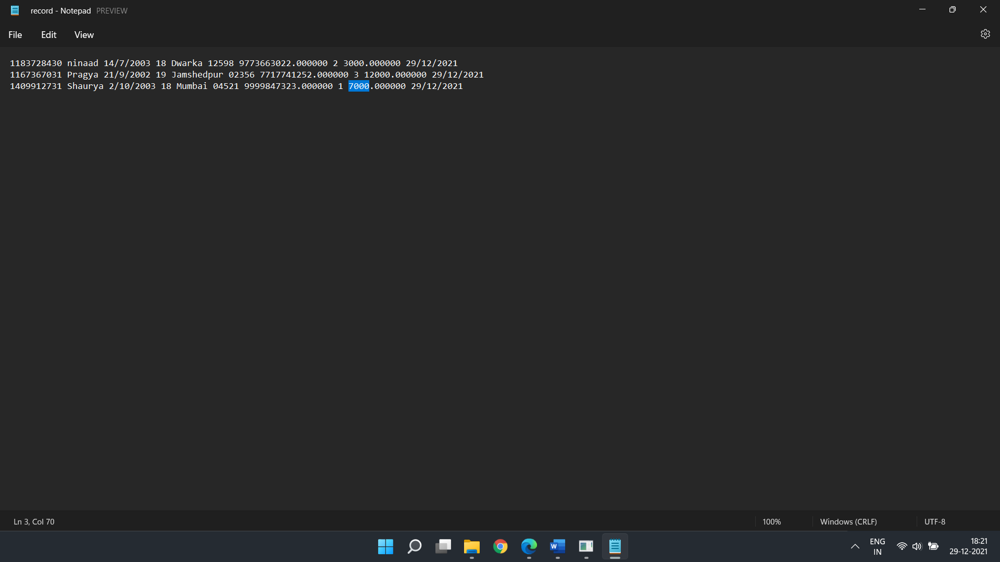 record - Notepad PREVIEW
File Edit View
1183728430 ninaad 14/7/2003 18 Dwarka 12598 9773663022.000000 2 3000.000000 29/12/2021
1167367031 Pragya 21/9/2002 19 Jamshedpur 02356 7717741252.000000 3 12000.000000 29/12/2021
1409912731 Shaurya 2/10/2003 18 Mumbai 04521 9999847323.000000 1 7000.000000 29/12/2021
Ln 3, Col 70 100% Windows (CRLF) UTF-8
W
ENG 18:21
IN 29-12-2021